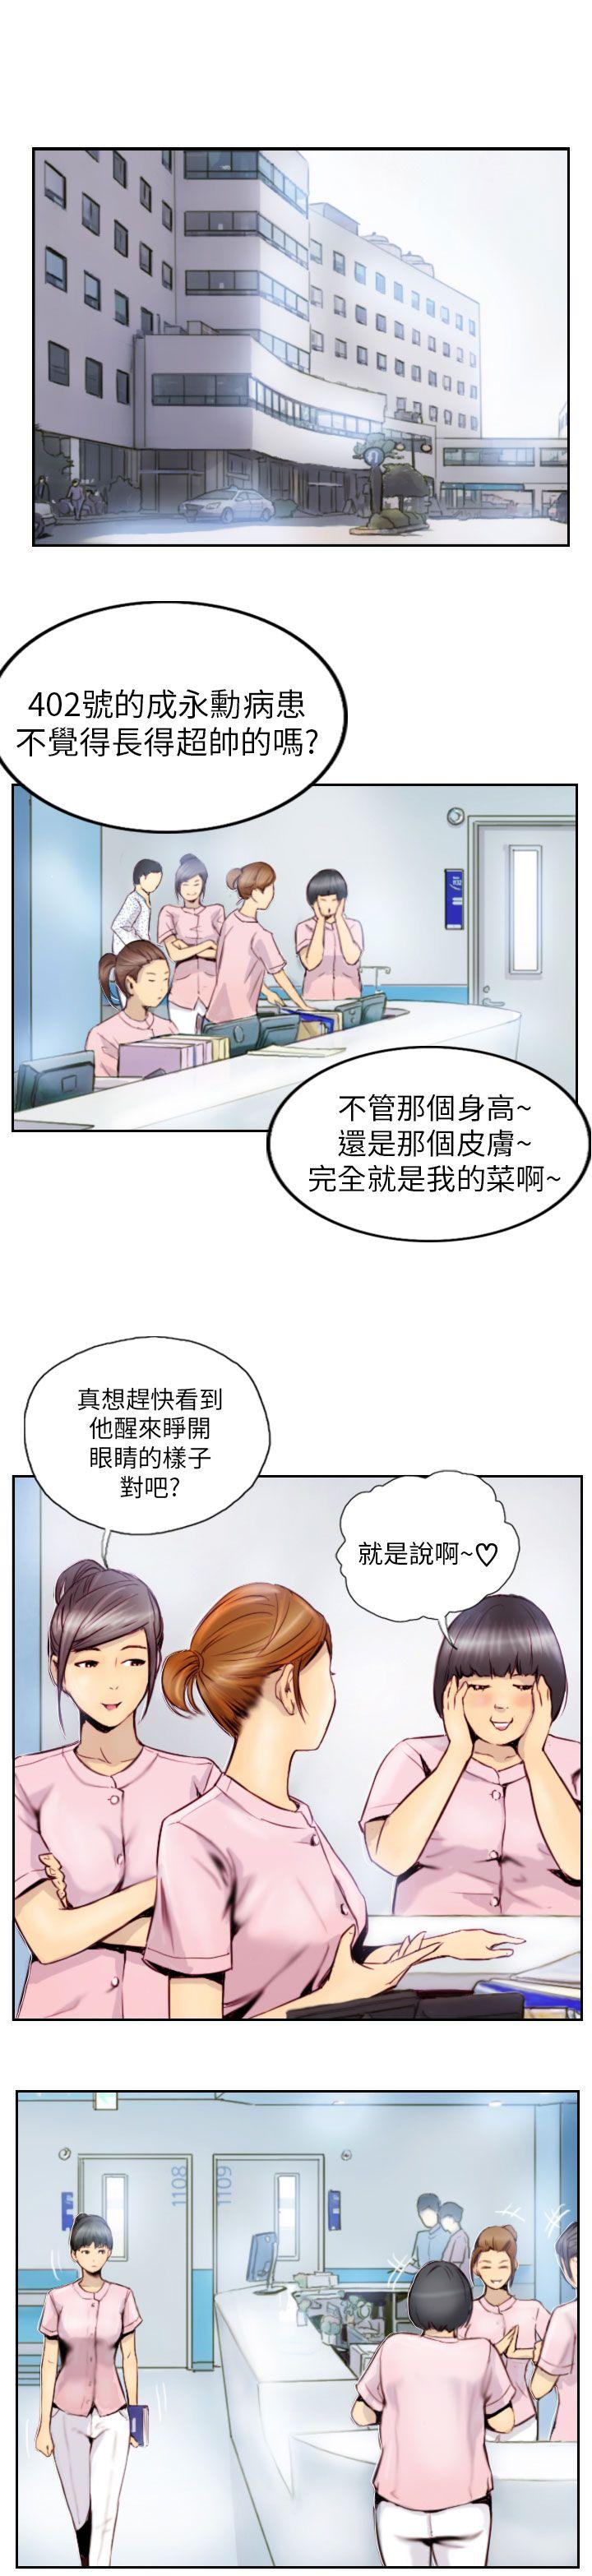 402號的成永勳病患
不覺得長得超帥的嗎?
不管那個身高~
還是那個皮膚~
完全就是我的菜啊~
真想趕快看到
他醒來睜開
眼睛的樣子
對吧?
就是說啊~♡
1108
1109